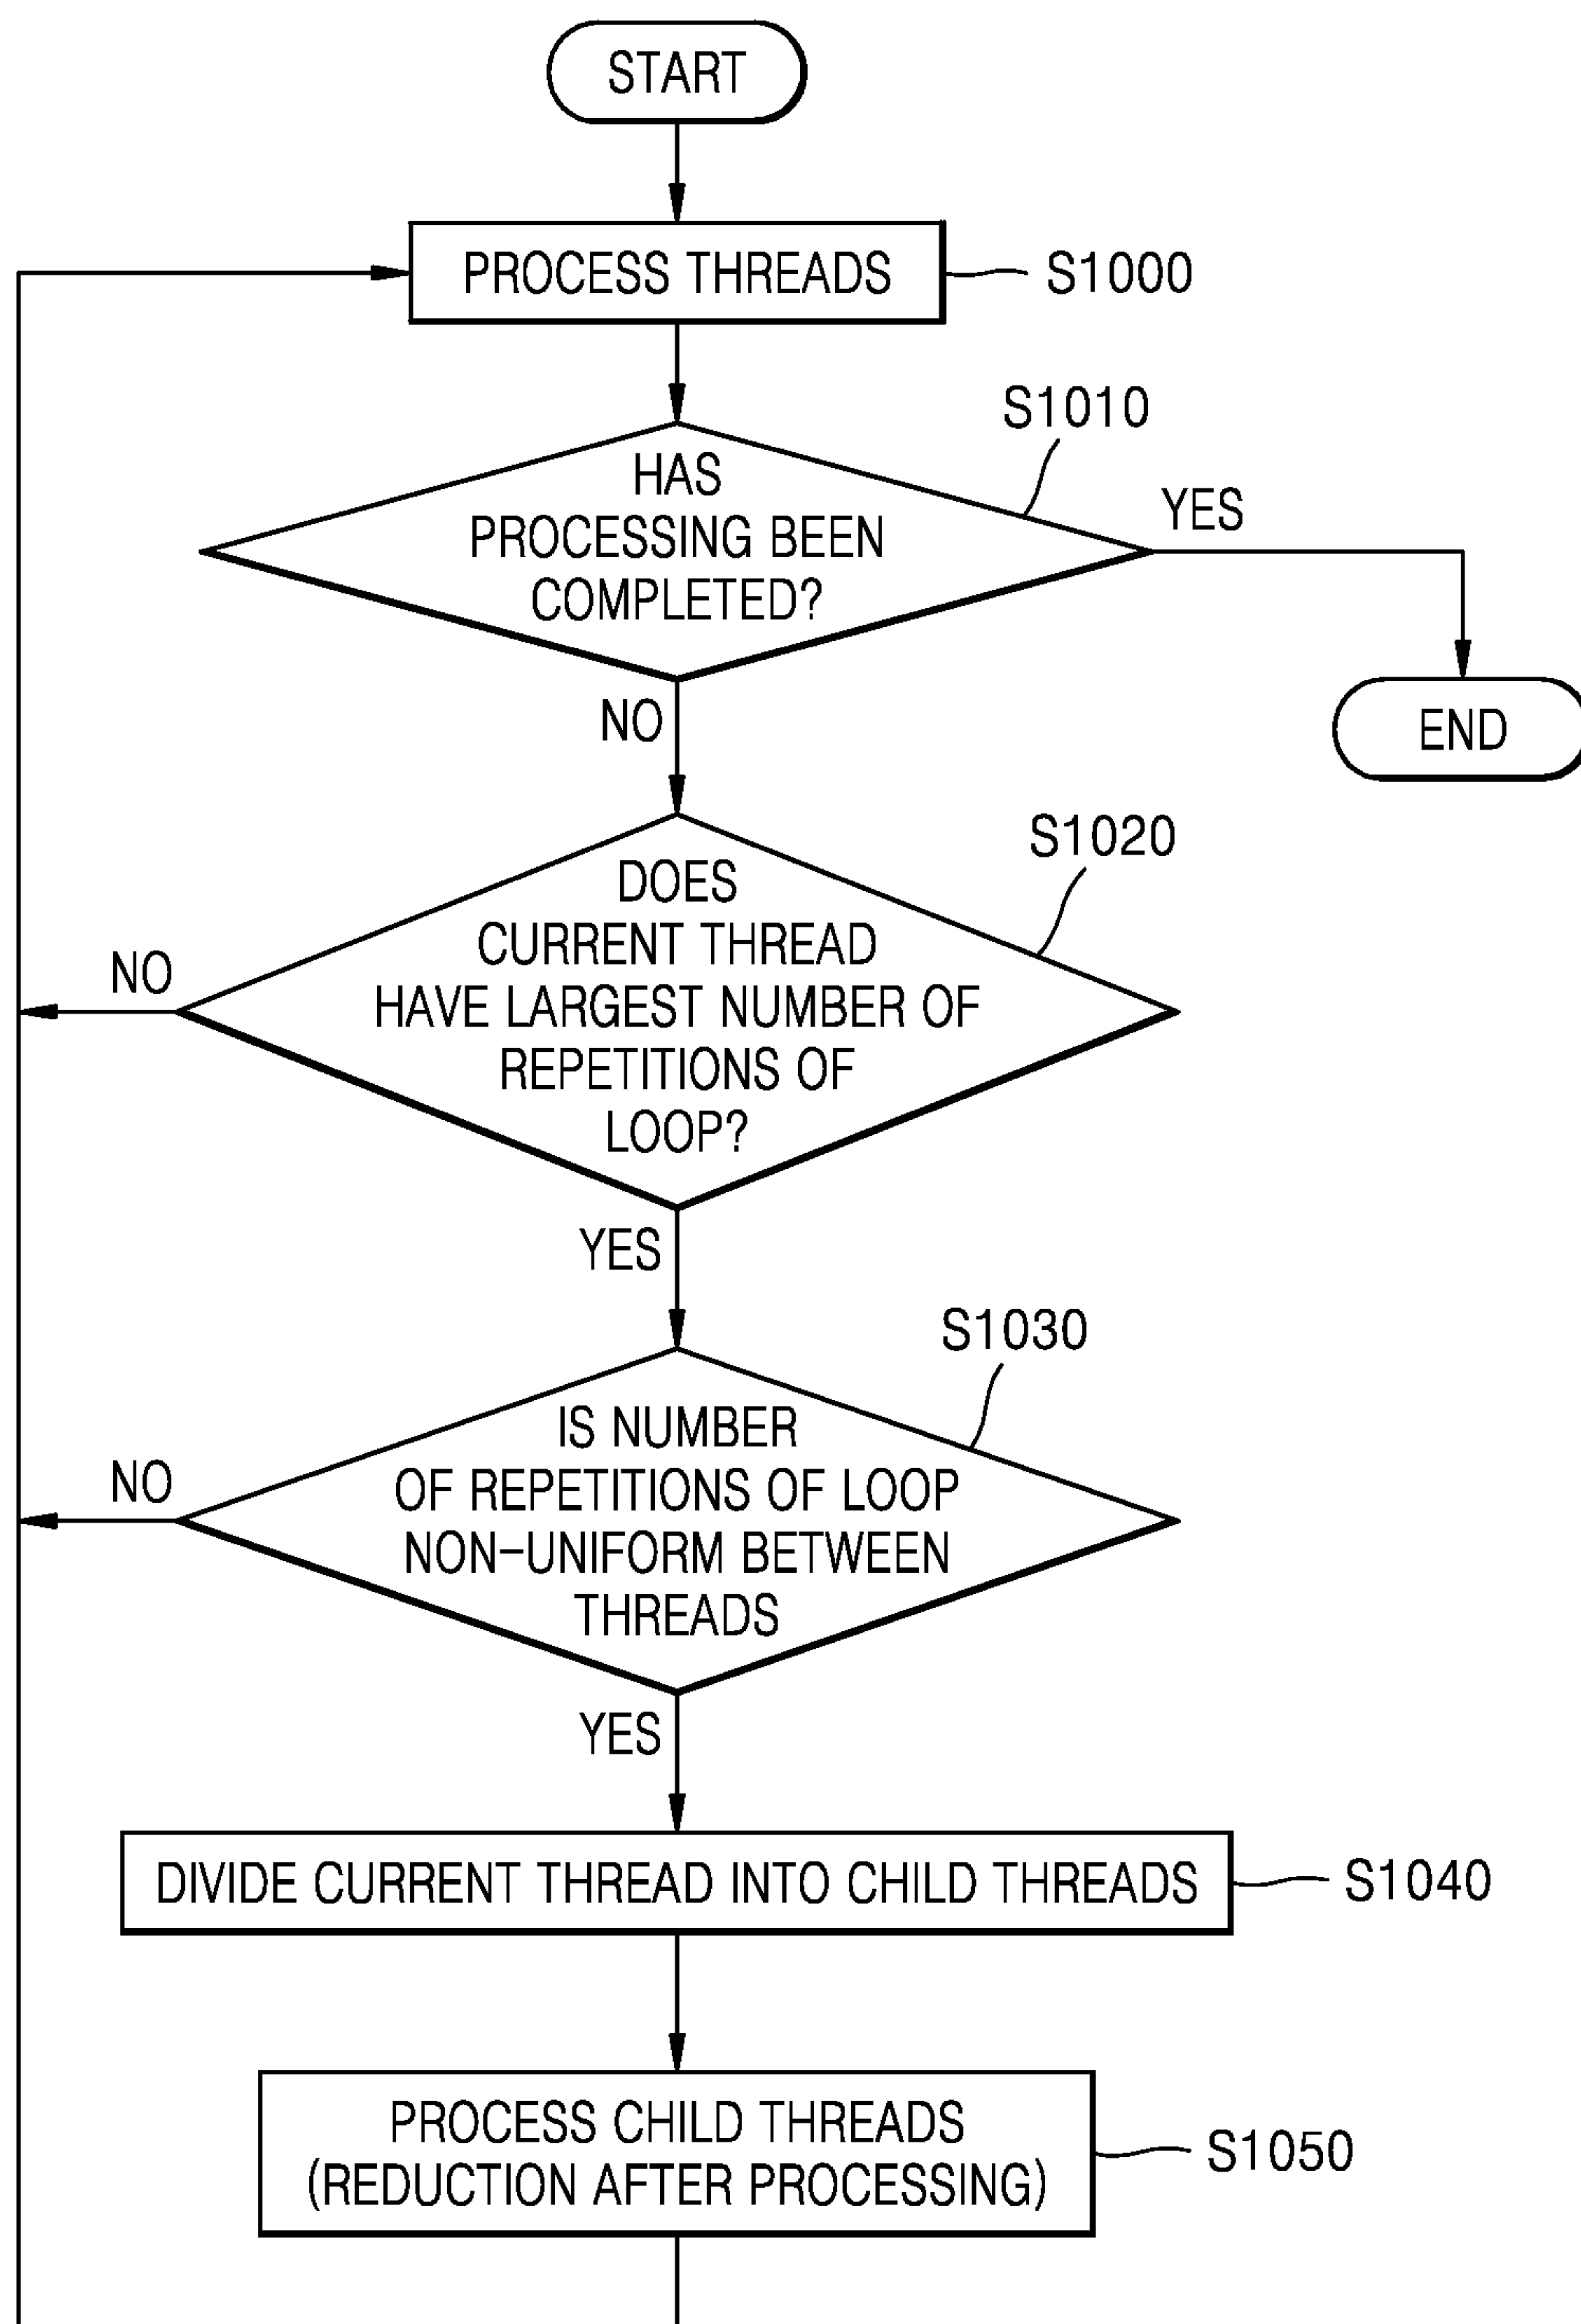 START
PROCESS THREADS
S1000
S1010
HAS
PROCESSING BEEN
COMPLETED?
YES
NO
END
S1020
DOES
CURRENT THREAD
HAVE LARGEST NUMBER OF
REPETITIONS OF
LOOP?
NO
YES
S1030
IS NUMBER
OF REPETITIONS OF LOOP
NON-UNIFORM BETWEEN
THREADS
NO
YES
DIVIDE CURRENT THREAD INTO CHILD THREADS
S1040
PROCESS CHILD THREADS
(REDUCTION AFTER PROCESSING)
S1050